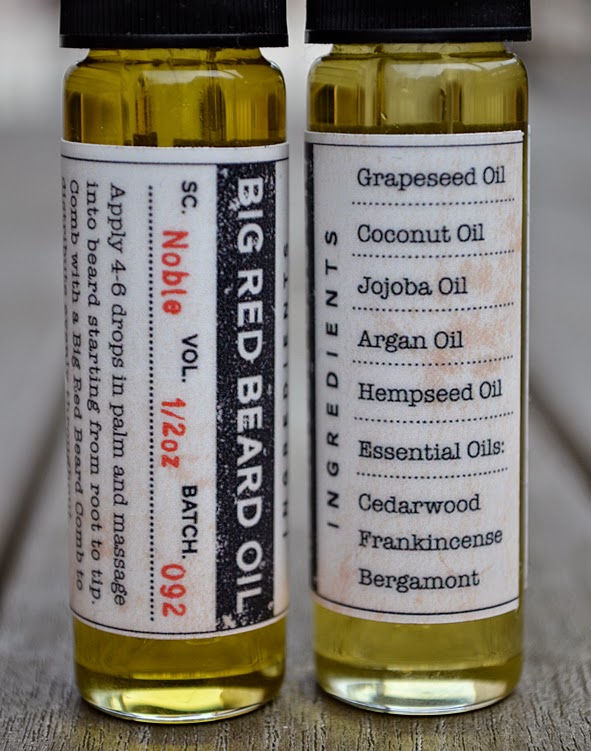 BIG RED BEARD OIL
SC. Noble VOL. 1/2oz BATCH. 092
Apply 4-6 drops in palm and massage
into beard starting from root to tip.
Comb with a Big Red Beard Comb to
INGREDIENTS
INGREDIENTS
Grapeseed Oil
Coconut Oil
Jojoba Oil
Argan Oil
Hempseed Oil
Essential Oils:
Cedarwood
Frankincense
Bergamont